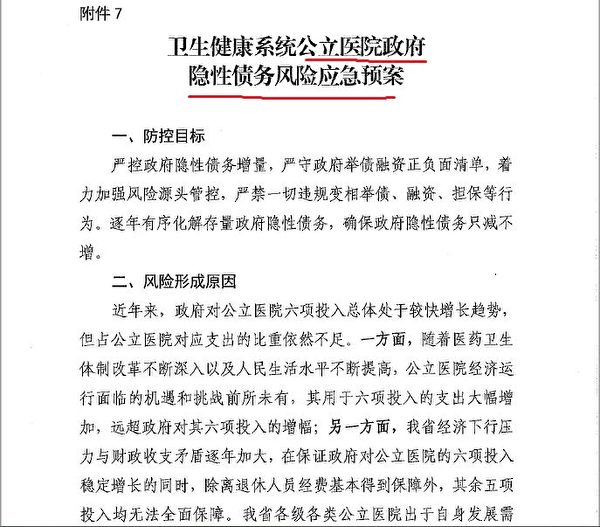 附件 7
卫生健康系统公立医院政府
隐性债务风险应急预案
一、防控目标
严控政府隐性债务增量，严守政府举债融资正负面清单，着
力加强风险源头管控，严禁一切违规变相举债、融资、担保等行
为。逐年有序化解存量政府隐性债务，确保政府隐性债务只减不
增。
二、风险形成原因
近年来，政府对公立医院六项投入总体处于较快增长趋势，
但占公立医院对应支出的比重依然不足。一方面，随着医药卫生
体制改革不断深入以及人民生活水平不断提高，公立医院经济运
行面临的机遇和挑战前所未有，其用于六项投入的支出大幅增
加，远超政府对其六项投入的增幅；另一方面，我省经济下行压
力与财政收支矛盾逐年加大，在保证政府对公立医院的六项投入
稳定增长的同时，除离退休人员经费基本得到保障外，其余五项
投入均无法全面保障。我省各级各类公立医院出于自身发展需